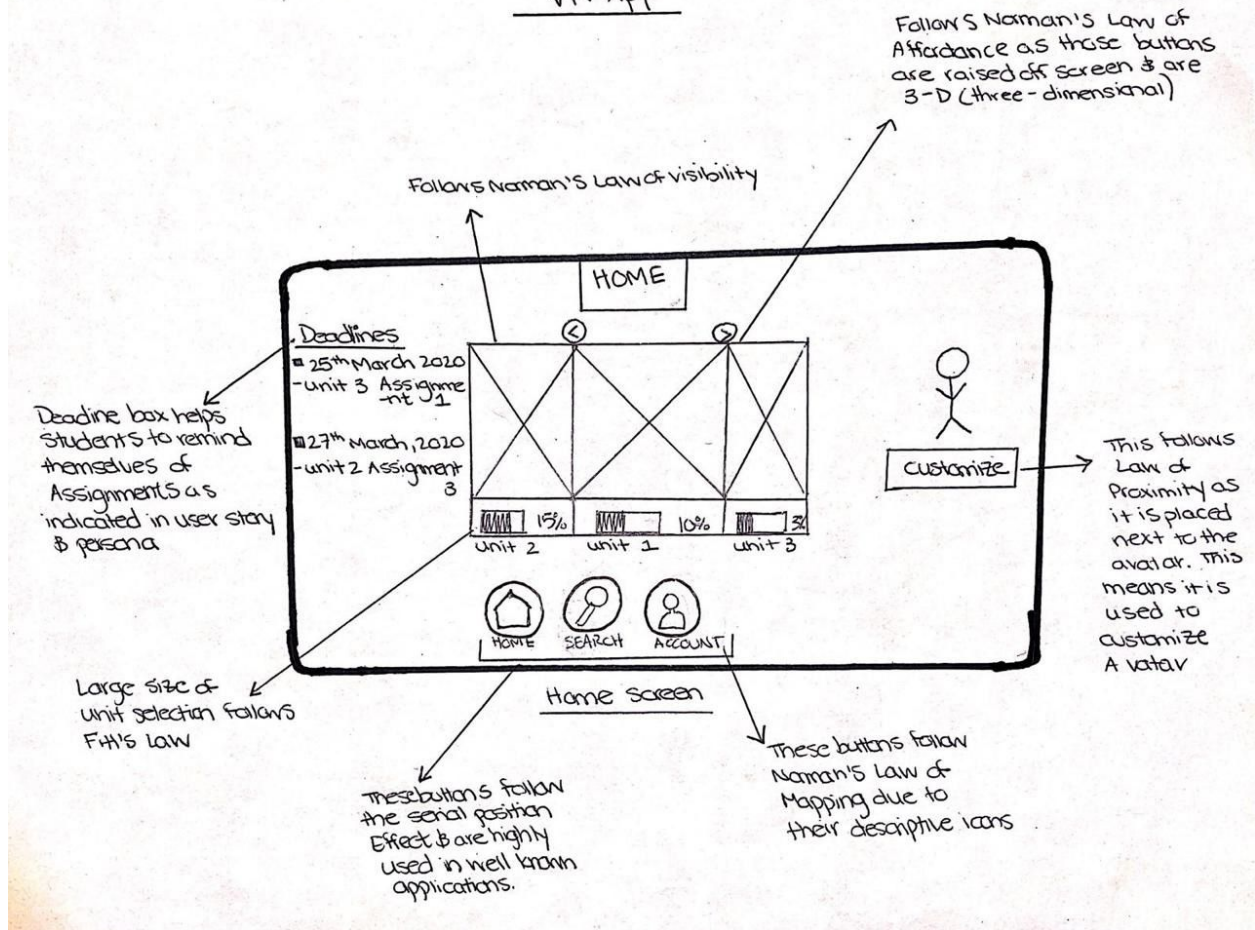 App
Follows Norman's Law of
Affordance as those buttons
are raised off screen & are
3-D (three-dimensional)
Follows Norman's Law of visibility
HOME
Deadlines
25th March 2020
-unit 3 Assignme
-nt 1
27th March, 2020
-unit 2 Assignment
3
<
>
15%
10%
3%
unit 2
unit 1
unit 3
HOME
SEARCH
ACCOUNT
customize
Home Screen
Deadline box helps
Students to remind
themselves of
Assignments as
indicated in user story
& persona
This follows
Law of
Proximity as
it is placed
next to the
avatar. This
means it is
used to
customize
Avatar
Large size of
unit selection follows
Fitt's Law
These buttons follow
the serial position
Effect & are highly
used in well known
applications.
These buttons follow
Norman's Law of
Mapping due to
their descriptive icons